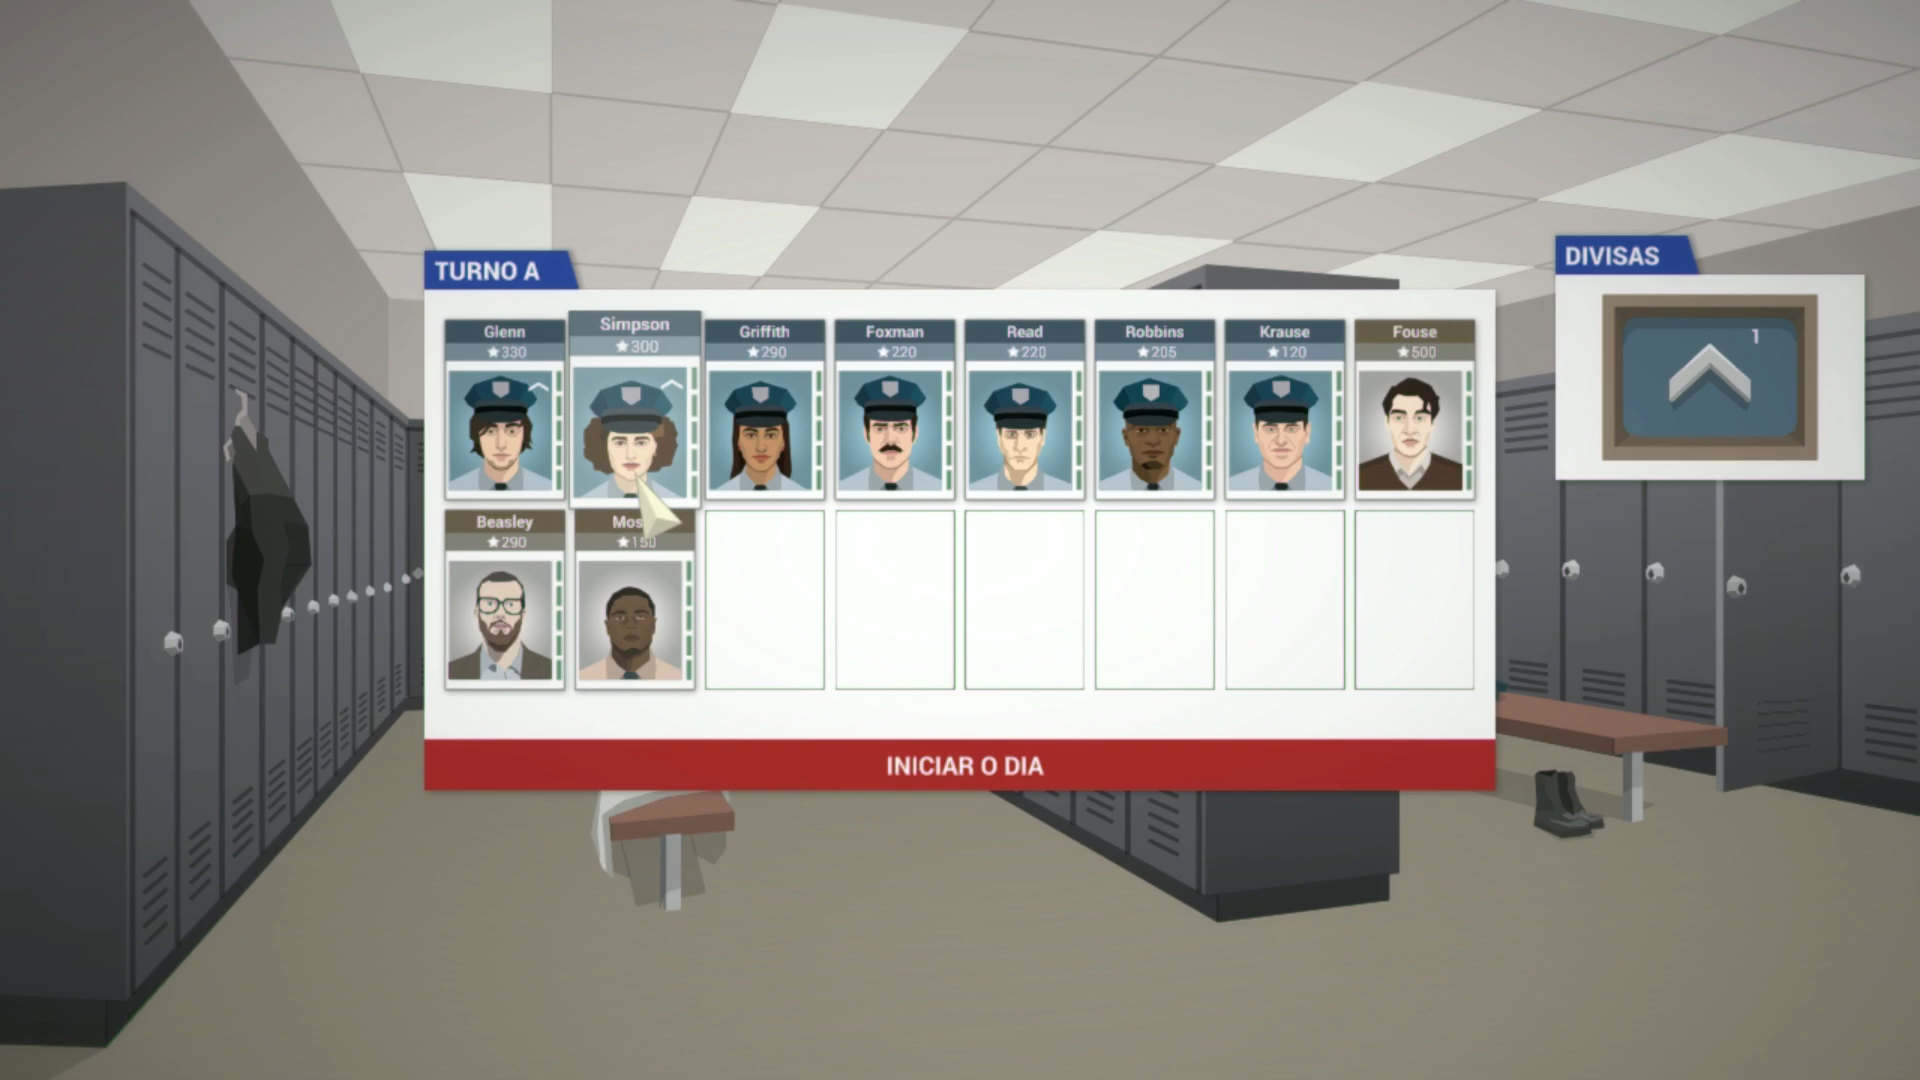 TURNO A
DIVISAS
1
Glenn
★330
Simpson
★300
Griffith
★290
Foxman
★220
Read
★220
Robbins
★205
Krause
★120
Fouse
★500
Beasley
★290
★150
INICIAR O DIA